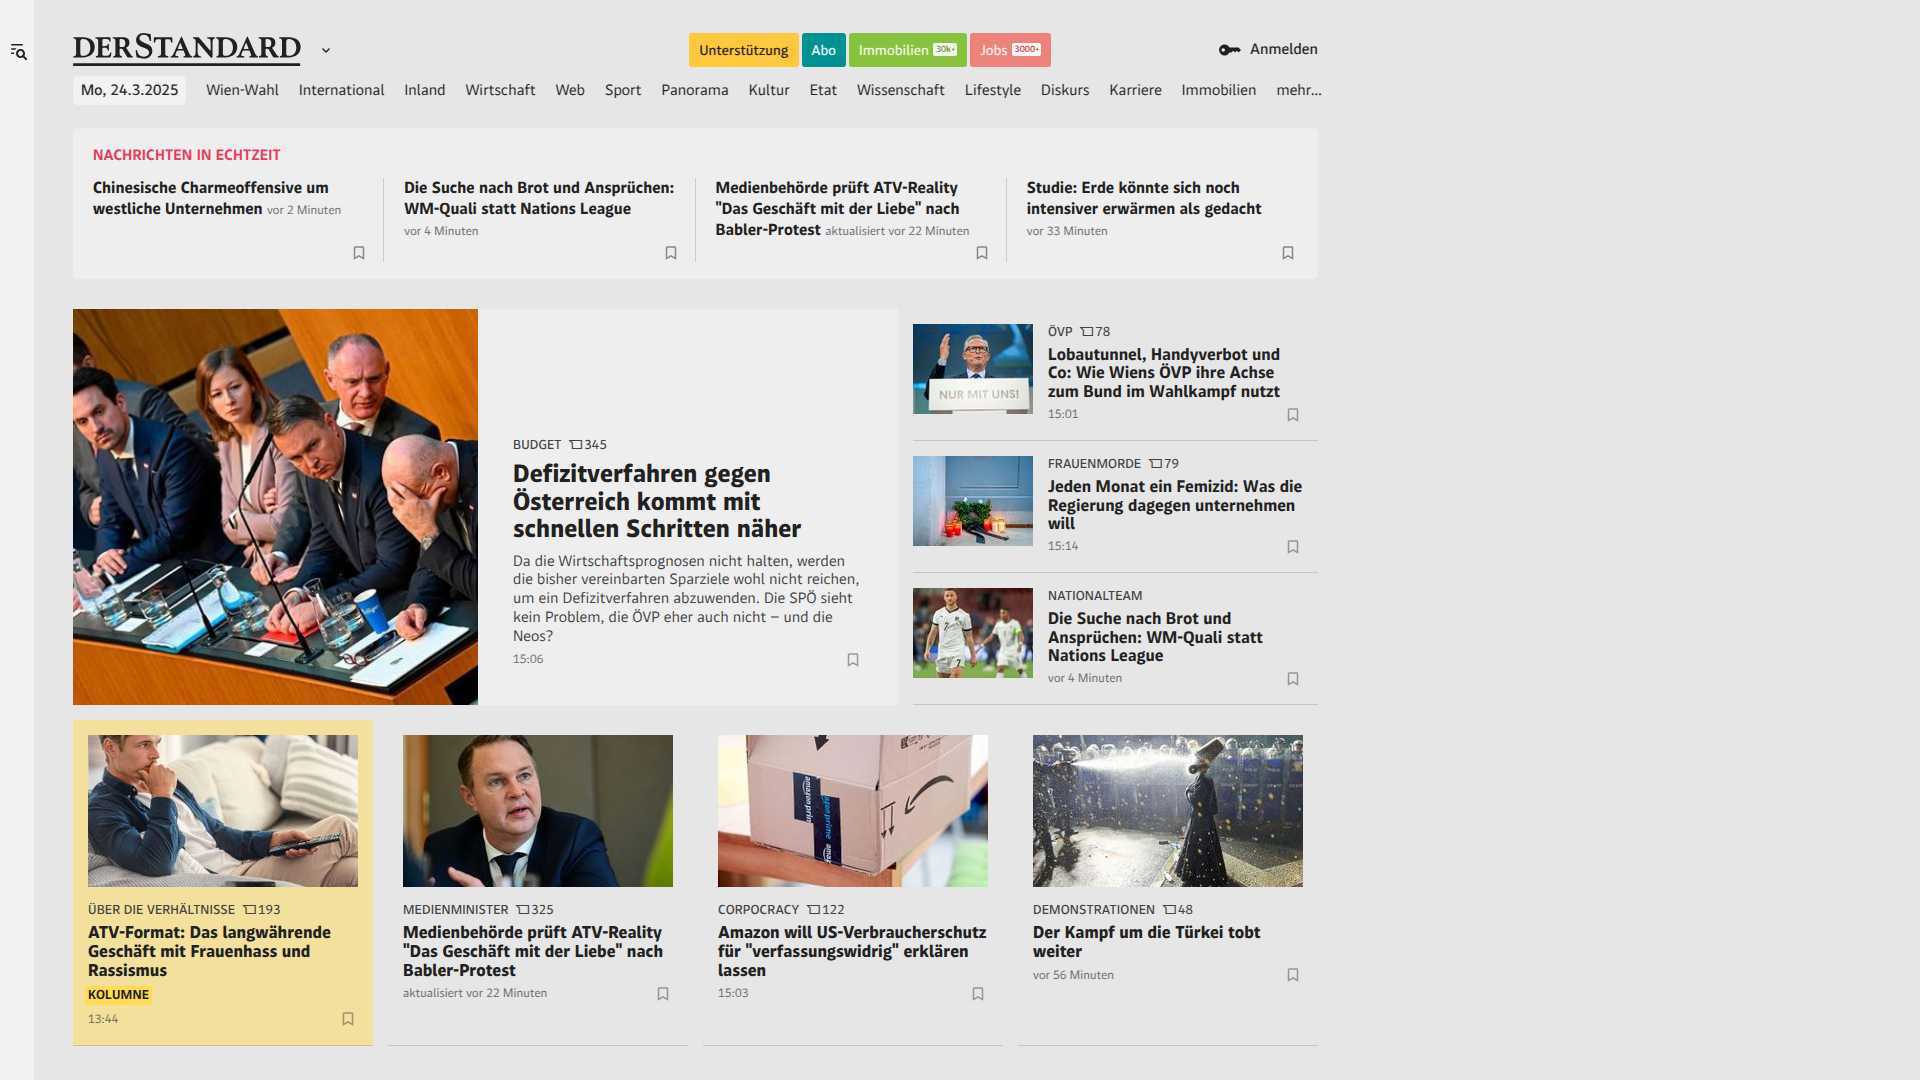 DERSTANDARD
Unterstützung
Abo
Immobilien 30k+
Jobs 3000+
Anmelden
Mo, 24.3.2025
Wien-Wahl
International
Inland
Wirtschaft
Web
Sport
Panorama
Kultur
Etat
Wissenschaft
Lifestyle
Diskurs
Karriere
Immobilien
mehr...
NACHRICHTEN IN ECHTZEIT
Chinesische Charmeoffensive um
westliche Unternehmen vor 2 Minuten
Die Suche nach Brot und Ansprüchen:
WM-Quali statt Nations League
vor 4 Minuten
Medienbehörde prüft ATV-Reality
"Das Geschäft mit der Liebe" nach
Babler-Protest aktualisiert vor 22 Minuten
Studie: Erde könnte sich noch
intensiver erwärmen als gedacht
vor 33 Minuten
BUDGET 345
Defizitverfahren gegen
Österreich kommt mit
schnellen Schritten näher
Da die Wirtschaftsprognosen nicht halten, werden
die bisher vereinbarten Sparziele wohl nicht reichen,
um ein Defizitverfahren abzuwenden. Die SPÖ sieht
kein Problem, die ÖVP eher auch nicht – und die
Neos?
15:06
NUR MIT UNS!
ÖVP 78
Lobautunnel, Handyverbot und
Co: Wie Wiens ÖVP ihre Achse
zum Bund im Wahlkampf nutzt
15:01
FRAUENMORDE 79
Jeden Monat ein Femizid: Was die
Regierung dagegen unternehmen
will
15:14
NATIONALTEAM
Die Suche nach Brot und
Ansprüchen: WM-Quali statt
Nations League
vor 4 Minuten
ÜBER DIE VERHÄLTNISSE 193
ATV-Format: Das langwährende
Geschäft mit Frauenhass und
Rassismus
KOLUMNE
13:44
MEDIENMINISTER 325
Medienbehörde prüft ATV-Reality
"Das Geschäft mit der Liebe" nach
Babler-Protest
aktualisiert vor 22 Minuten
CORPOCRACY 122
Amazon will US-Verbraucherschutz
für "verfassungswidrig" erklären
lassen
15:03
DEMONSTRATIONEN 48
Der Kampf um die Türkei tobt
weiter
vor 56 Minuten